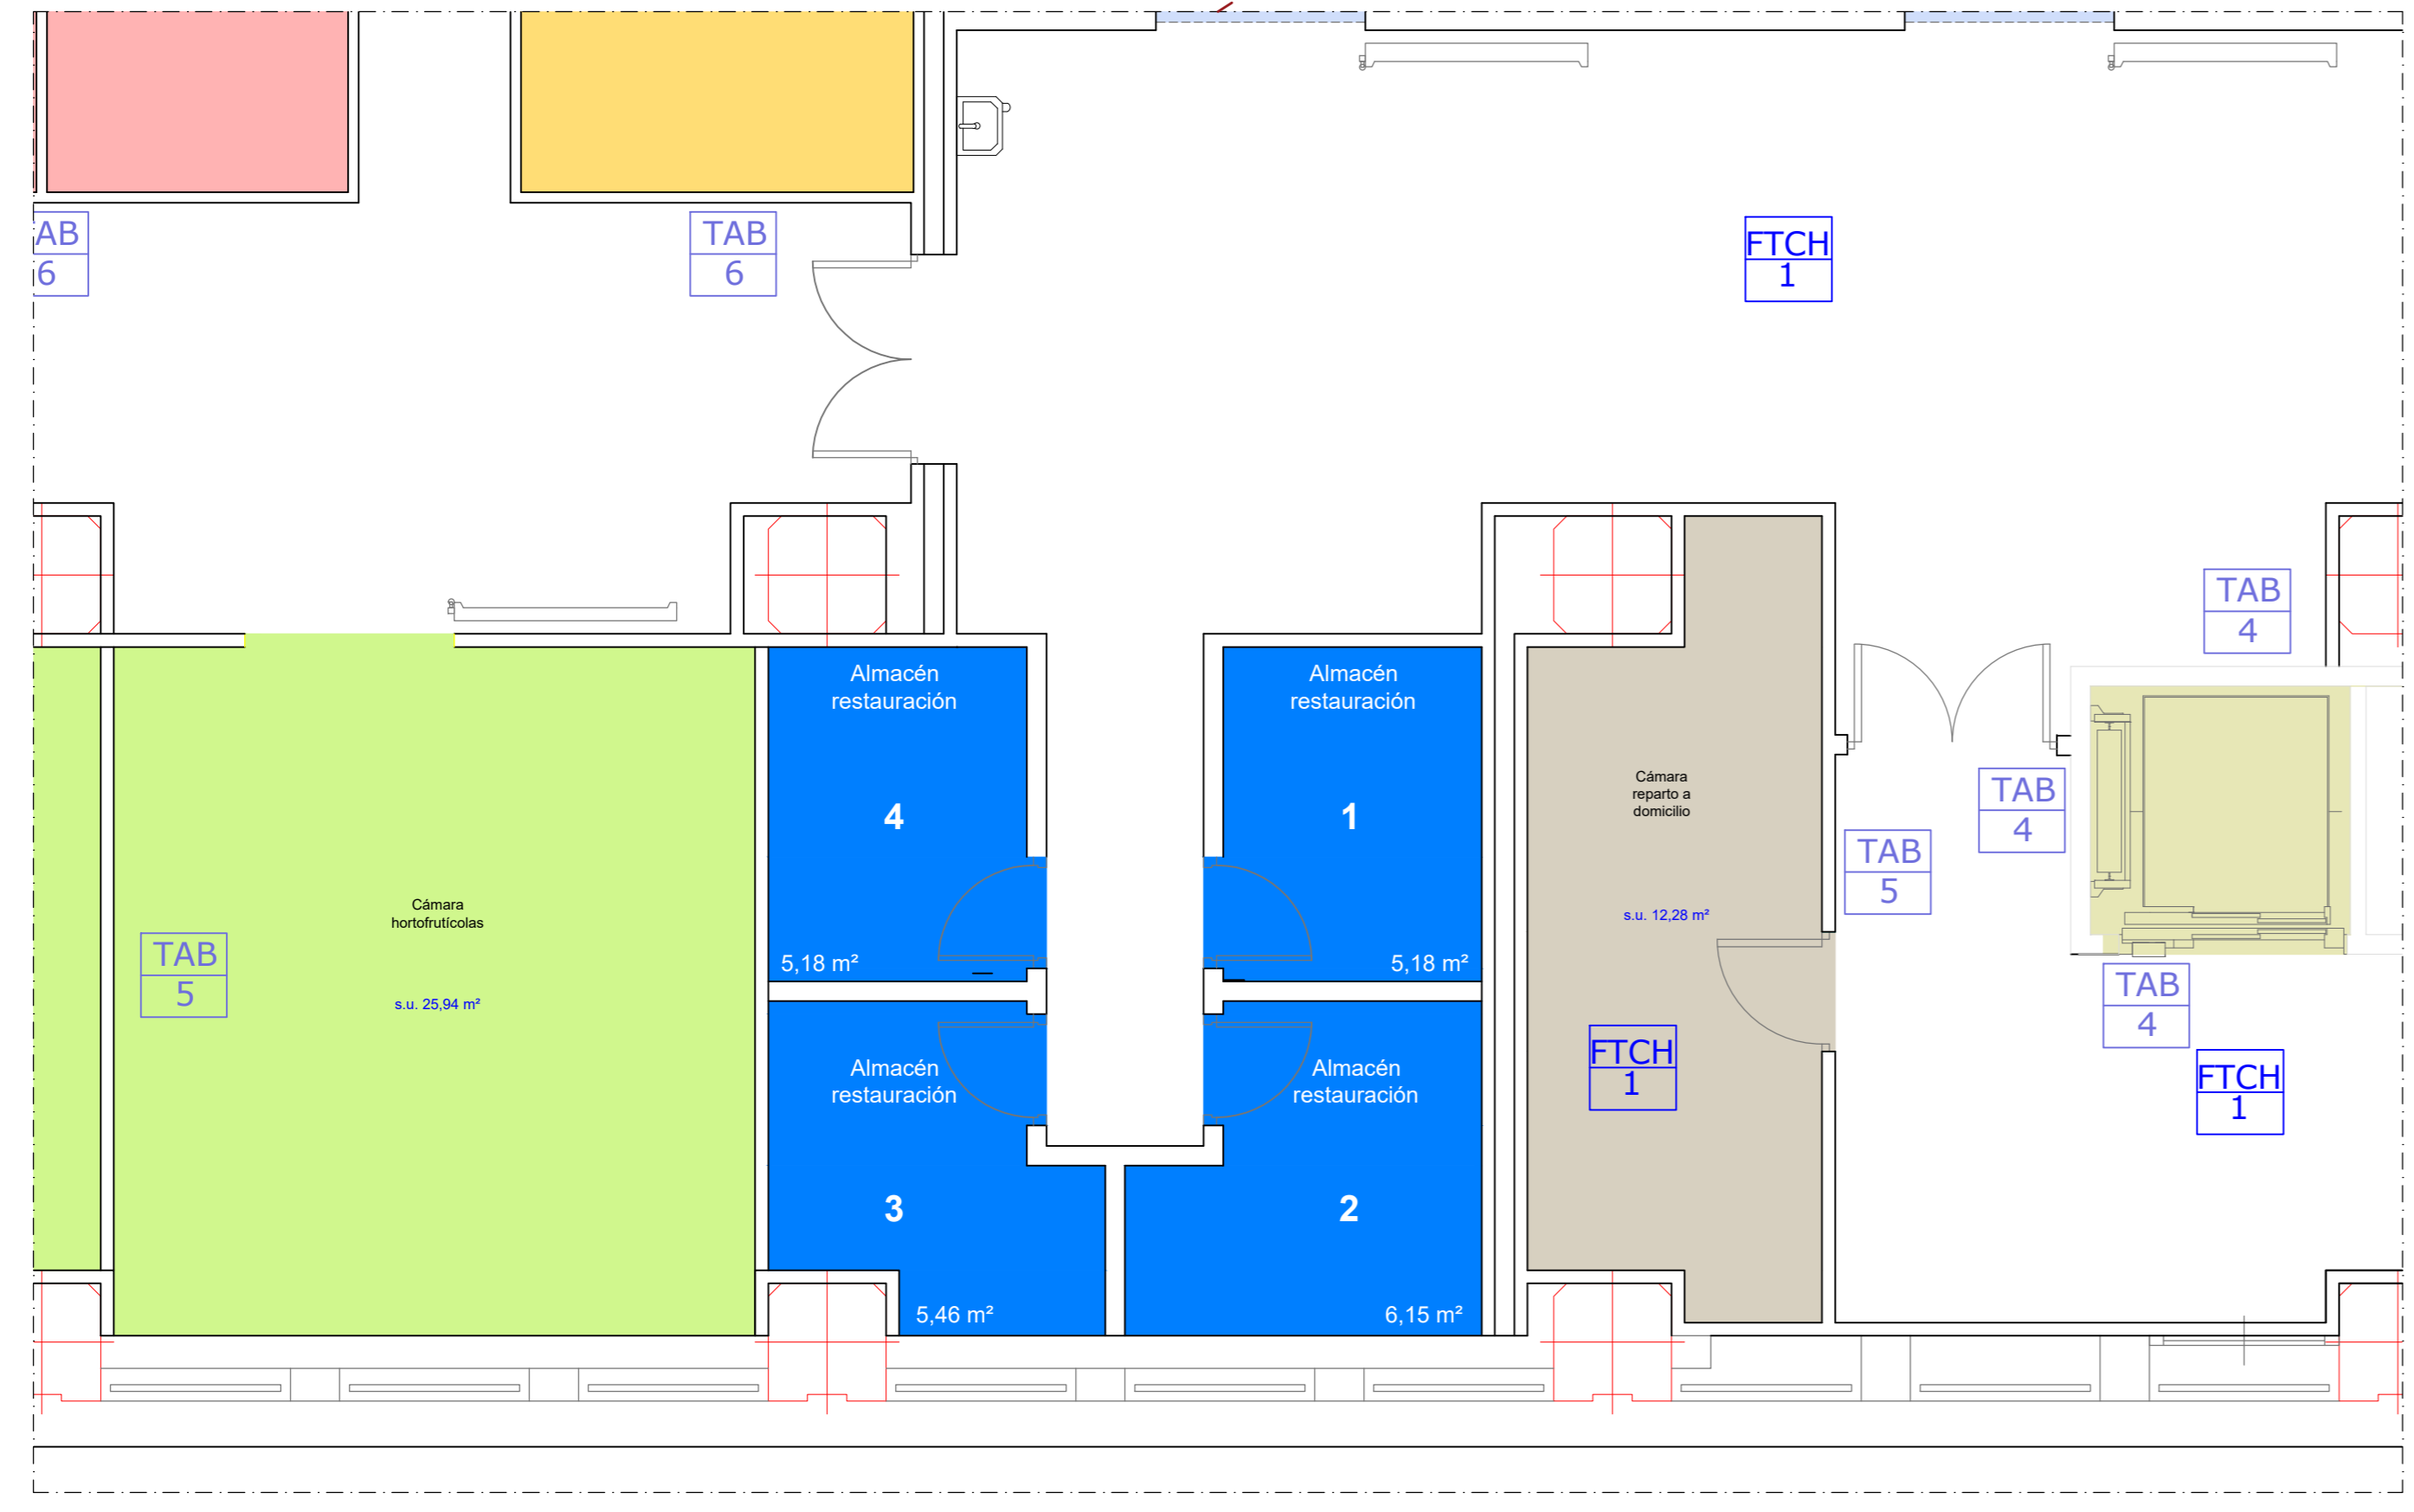 AB
6
TAB
6
FTCH
1
TAB
4
Almacén
restauración
4
5,18 m²
Almacén
restauración
1
5,18 m²
Cámara
reparto a
domicilio
s.u. 12,28 m²
TAB
4
TAB
5
Cámara
hortofrutícolas
s.u. 25,94 m²
TAB
5
TAB
4
FTCH
1
FTCH
1
Almacén
restauración
3
5,46 m²
Almacén
restauración
2
6,15 m²